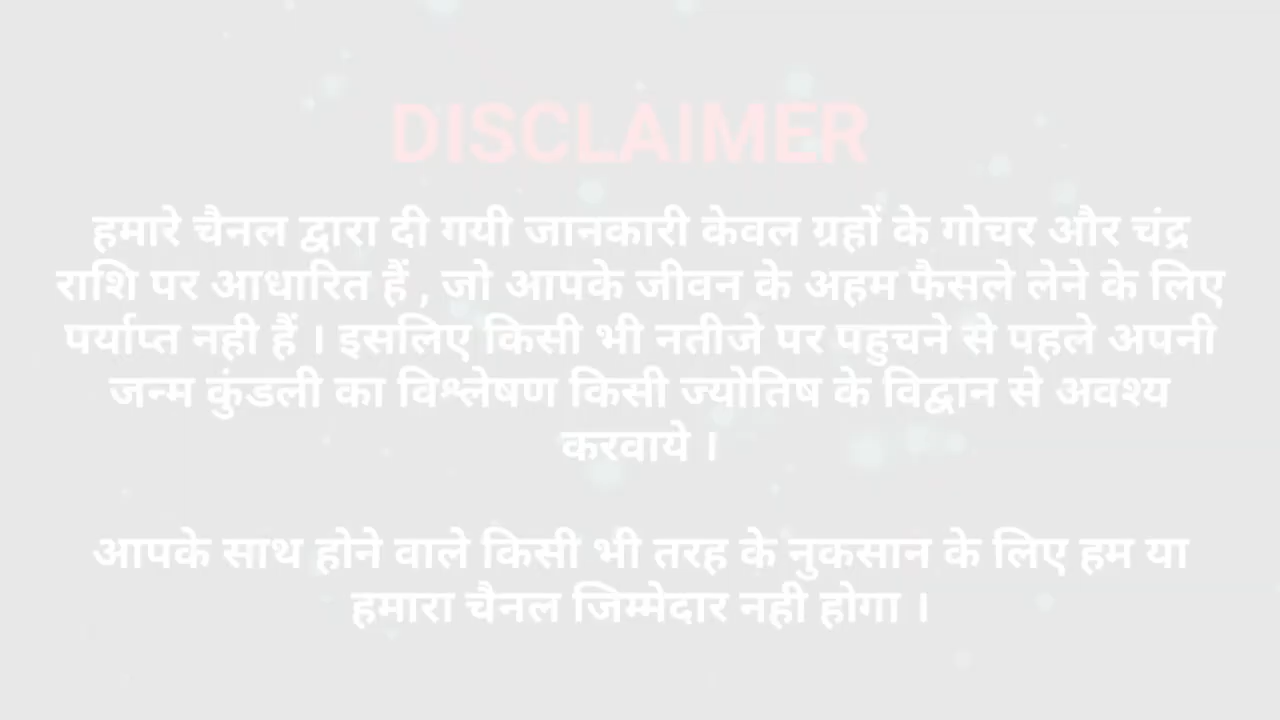 DISCLAIMER
हमारे चैनल द्वारा दी गयी जानकारी केवल ग्रहों के गोचर और चंद्र
राशि पर आधारित हैं , जो आपके जीवन के अहम फैसले लेने के लिए
पर्याप्त नही हैं । इसलिए किसी भी नतीजे पर पहुचने से पहले अपनी
जन्म कुंडली का विश्लेषण किसी ज्योतिष के विद्वान से अवश्य
करवाये ।
आपके साथ होने वाले किसी भी तरह के नुकसान के लिए हम या
हमारा चैनल जिम्मेदार नही होगा ।